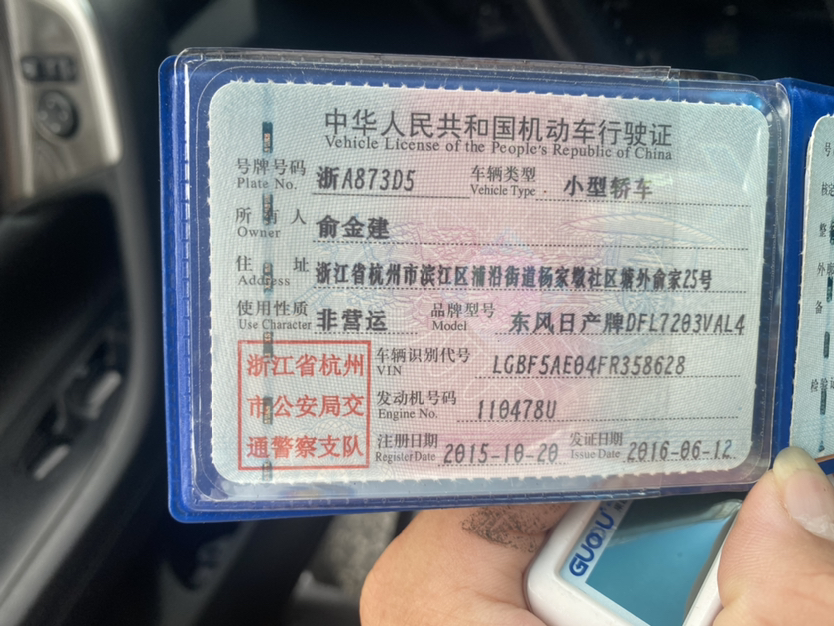 中华人民共和国机动车行驶证
Vehicle License of the People's Republic of China
号牌号码 浙A873D5 车辆类型 小型轿车
Plate No. Vehicle Type
所有人 俞金建
Owner
住址 浙江省杭州市滨江区浦沿街道杨家墩社区塘外俞家25号
Address
使用性质 非营运 品牌型号 东风日产牌DFL7203VAL4
Use Character Model
浙江省杭州 车辆识别代号 LGBF5AE04FR358628
VIN
市公安局交 发动机号码 110478U
Engine No.
通警察支队 注册日期 2015-10-20 发证日期 2016-06-12
Register Date Issue Date
号
核定
整
外
备
检验
GUOU